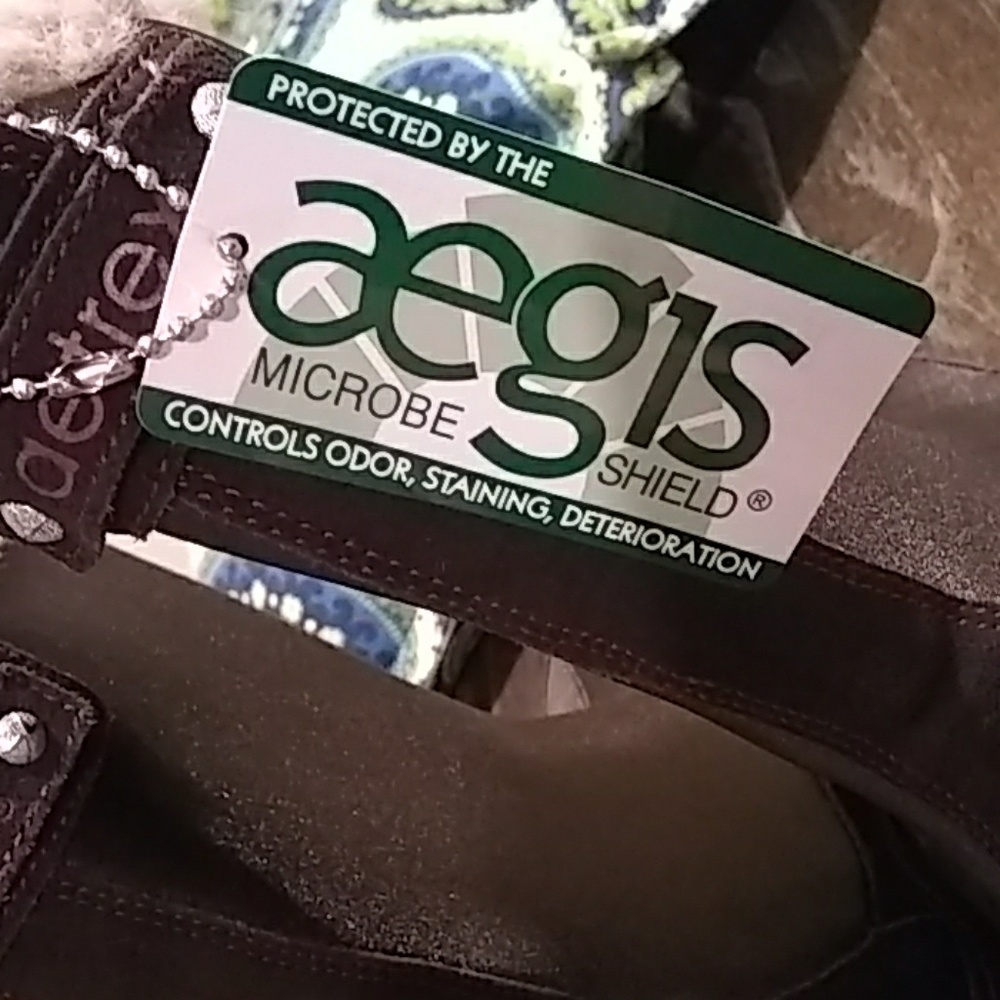 PROTECTED BY THE
aegis
MICROBE
SHIELD®
CONTROLS ODOR, STAINING, DETERIORATION
aetrex